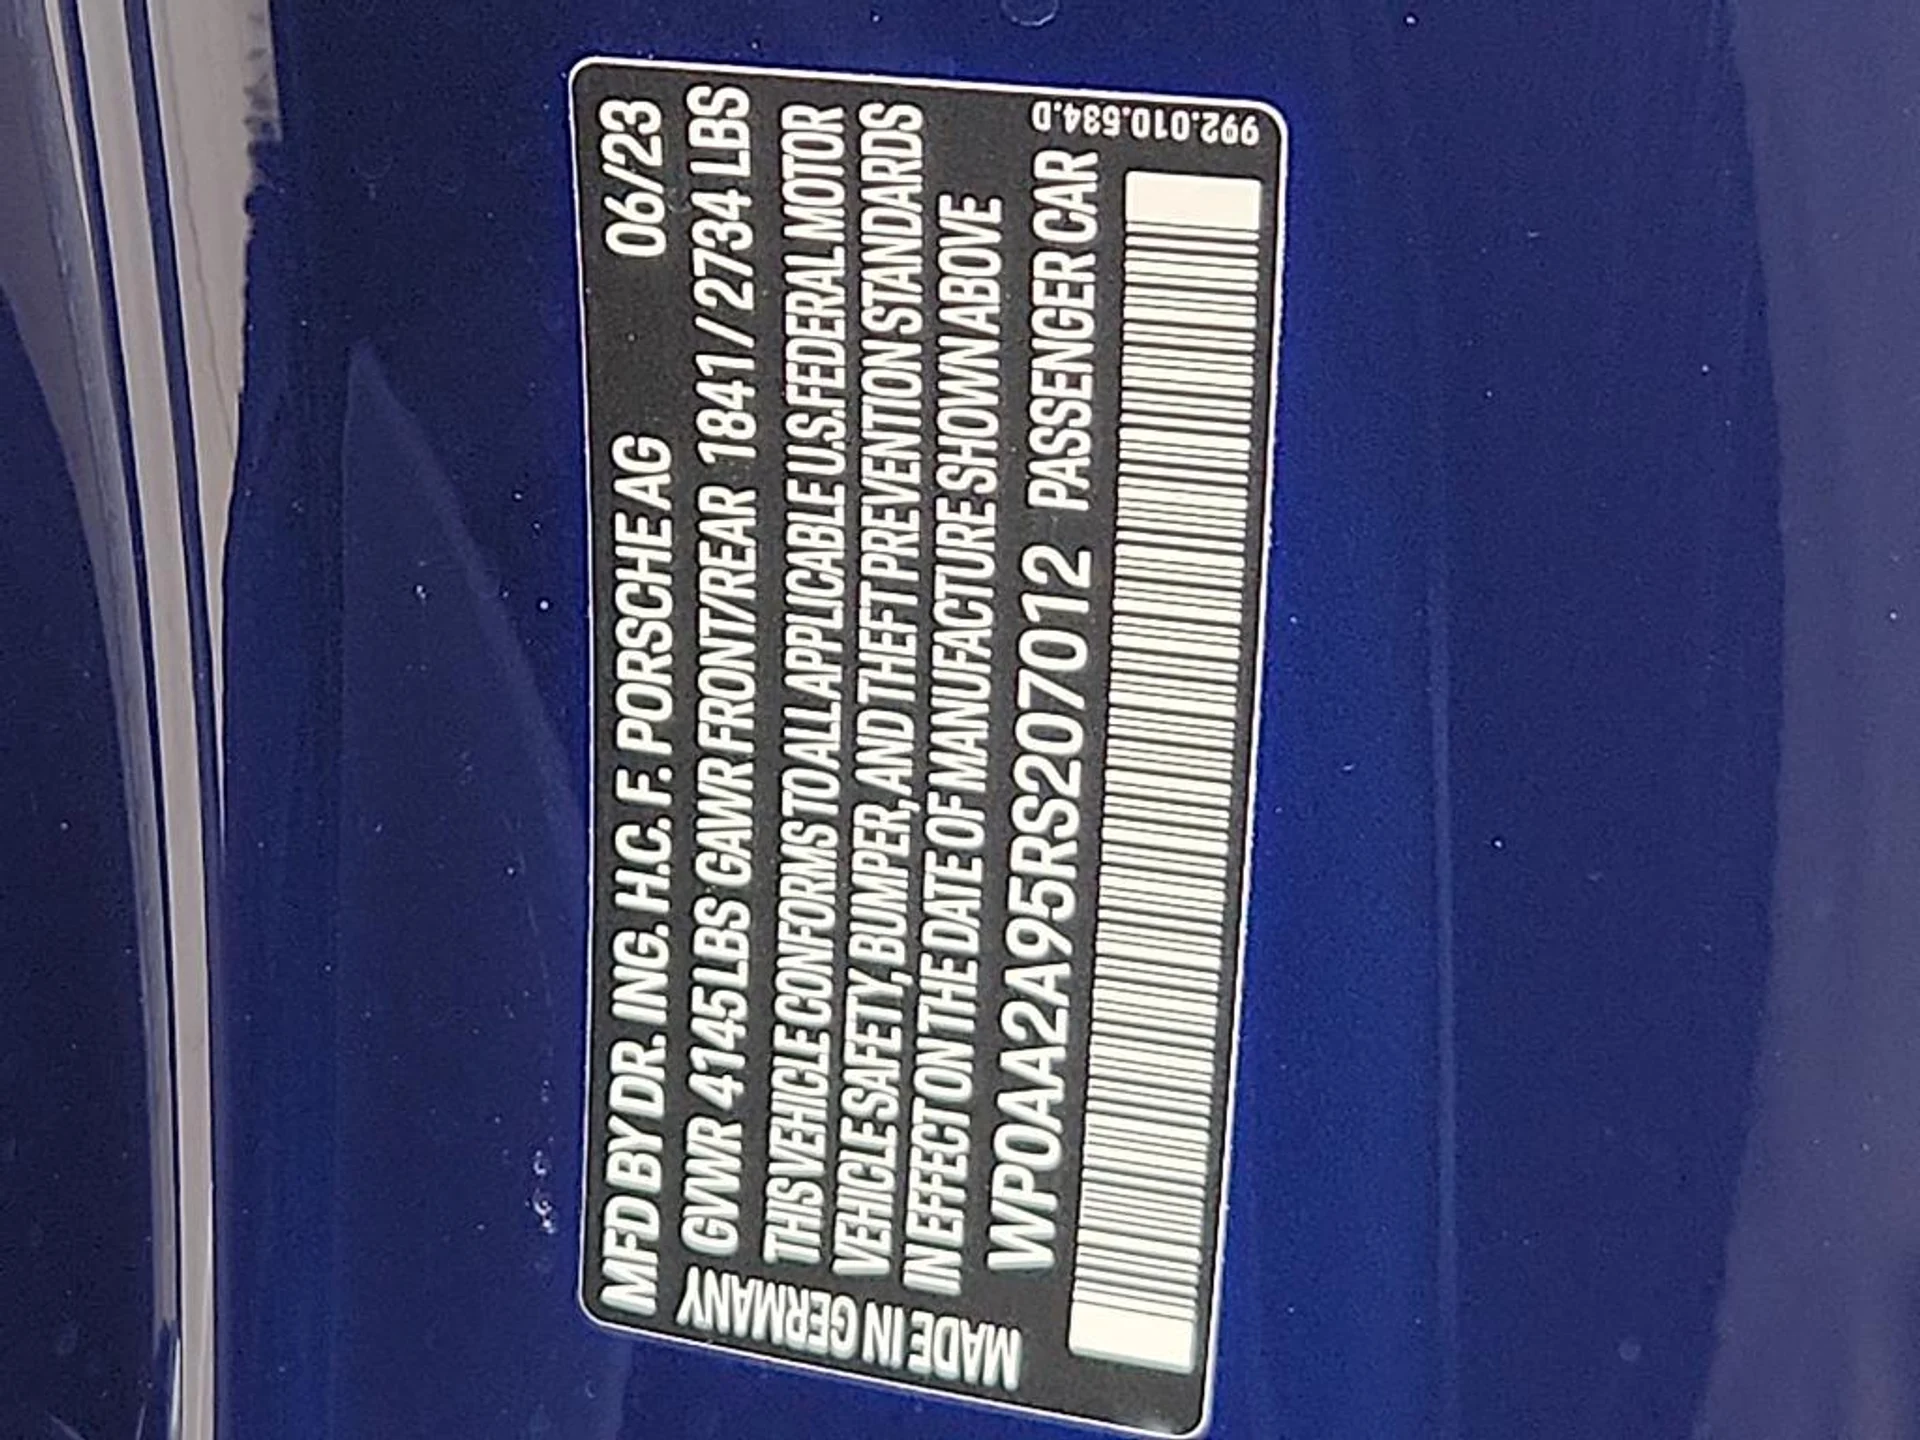 MFD BY DR. ING. H.C. F. PORSCHE AG 06/23
GVWR 4145LBS GAWR FRONT/REAR 1841/2734 LBS
THIS VEHICLE CONFORMS TO ALL APPLICABLE U.S. FEDERAL MOTOR
VEHICLE SAFETY, BUMPER, AND THEFT PREVENTION STANDARDS
IN EFFECT ON THE DATE OF MANUFACTURE SHOWN ABOVE
WP0AA2A95RS207012 PASSENGER CAR
MADE IN GERMANY
992.010.534.D